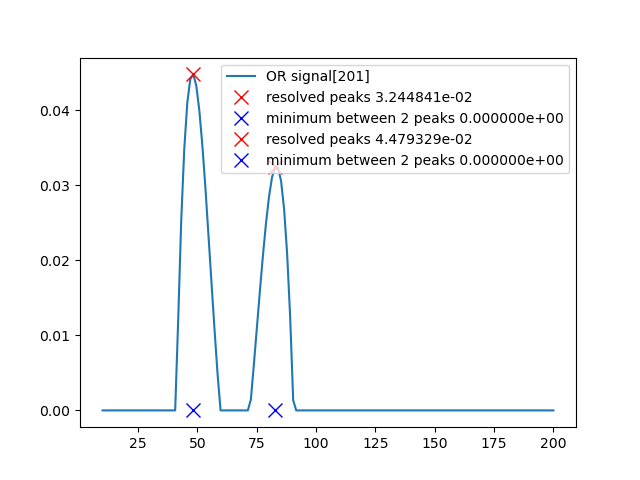 OR signal[201]
resolved peaks 3.244841e-02
minimum between 2 peaks 0.000000e+00
resolved peaks 4.479329e-02
minimum between 2 peaks 0.000000e+00
0.04
0.03
0.02
0.01
0.00
25 50 75 100 125 150 175 200